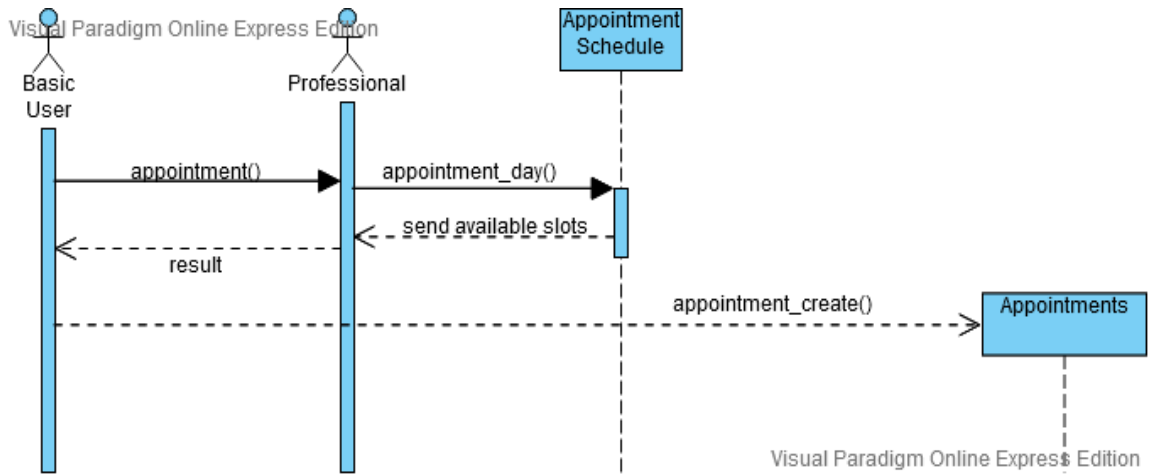 Visual Paradigm Online Express Edition
Appointment
Schedule
Basic
User
Professional
appointment()
appointment_day()
send available slots
result
appointment_create()
Appointments
Visual Paradigm Online Express Edition